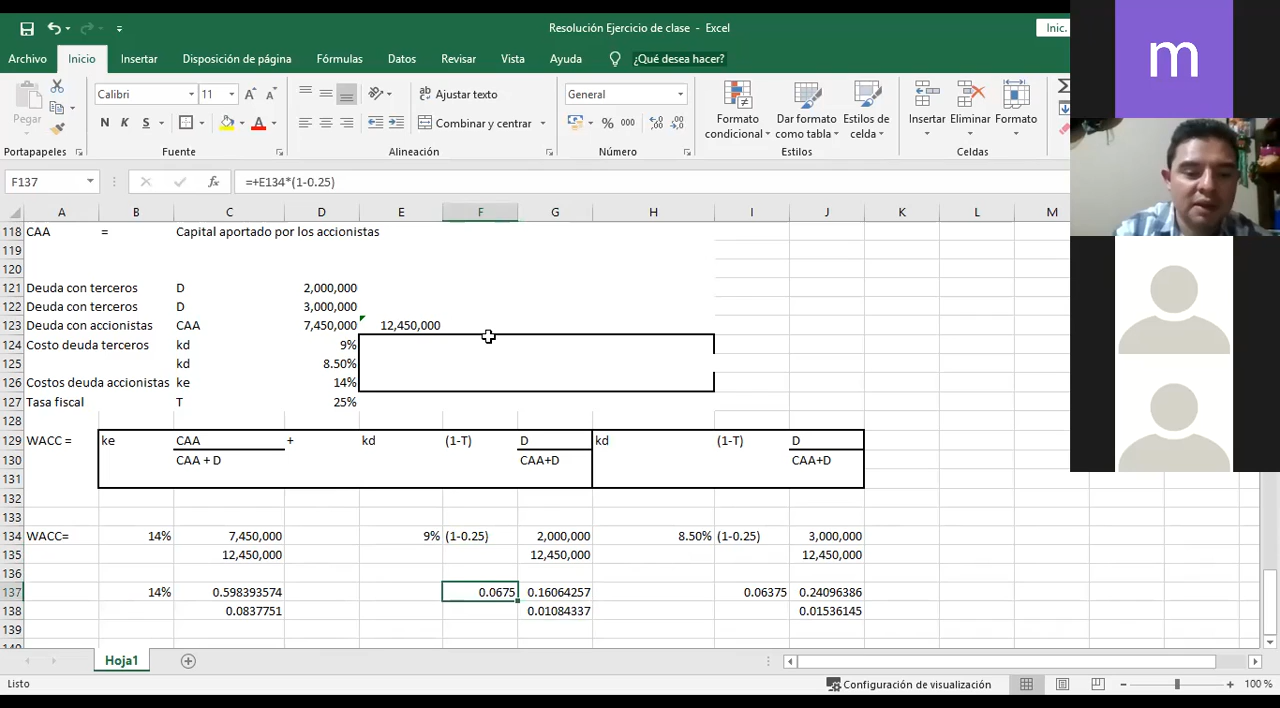 Resolución Ejercicio de clase - Excel
Inic.
m
Archivo Inicio Insertar Disposición de página Fórmulas Datos Revisar Vista Ayuda ¿Qué desea hacer?
Pegar
Calibri 11
N K S
Ajustar texto
Combinar y centrar
General
% 000
Formato condicional
Dar formato como tabla
Estilos de celda
Insertar Eliminar Formato
Portapapeles Fuente Alineación Número Estilos Celdas
F137 fx =+E134*(1-0.25)
A B C D E F G H I J K L M
118 CAA = Capital aportado por los accionistas
119
120
121 Deuda con terceros D 2,000,000
122 Deuda con terceros D 3,000,000
123 Deuda con accionistas CAA 7,450,000 12,450,000
124 Costo deuda terceros kd 9%
125 kd 8.50%
126 Costos deuda accionistas ke 14%
127 Tasa fiscal T 25%
128
129 WACC = ke CAA + kd (1-T) D kd (1-T) D
130 CAA + D CAA+D CAA+D
131
132
133
134 WACC= 14% 7,450,000 9% (1-0.25) 2,000,000 8.50% (1-0.25) 3,000,000
135 12,450,000 12,450,000 12,450,000
136
137 14% 0.598393574 0.0675 0.16064257 0.06375 0.24096386
138 0.0837751 0.01084337 0.01536145
139
140
Hoja1
Listo Configuración de visualización 100 %